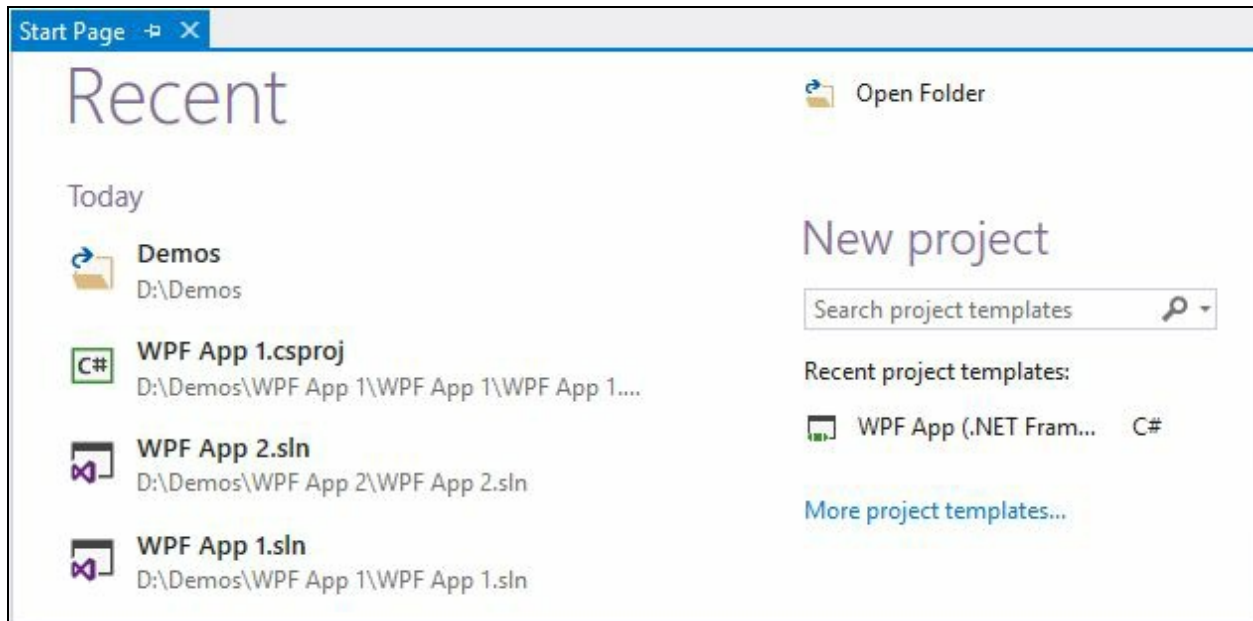 Start Page
Recent
Today
Demos
D:\Demos
C#
WPF App 1.csproj
D:\Demos\WPF App 1\WPF App 1\WPF App 1....
WPF App 2.sln
D:\Demos\WPF App 2\WPF App 2.sln
WPF App 1.sln
D:\Demos\WPF App 1\WPF App 1.sln
Open Folder
New project
Search project templates
Recent project templates:
WPF App (.NET Fram... C#
More project templates...